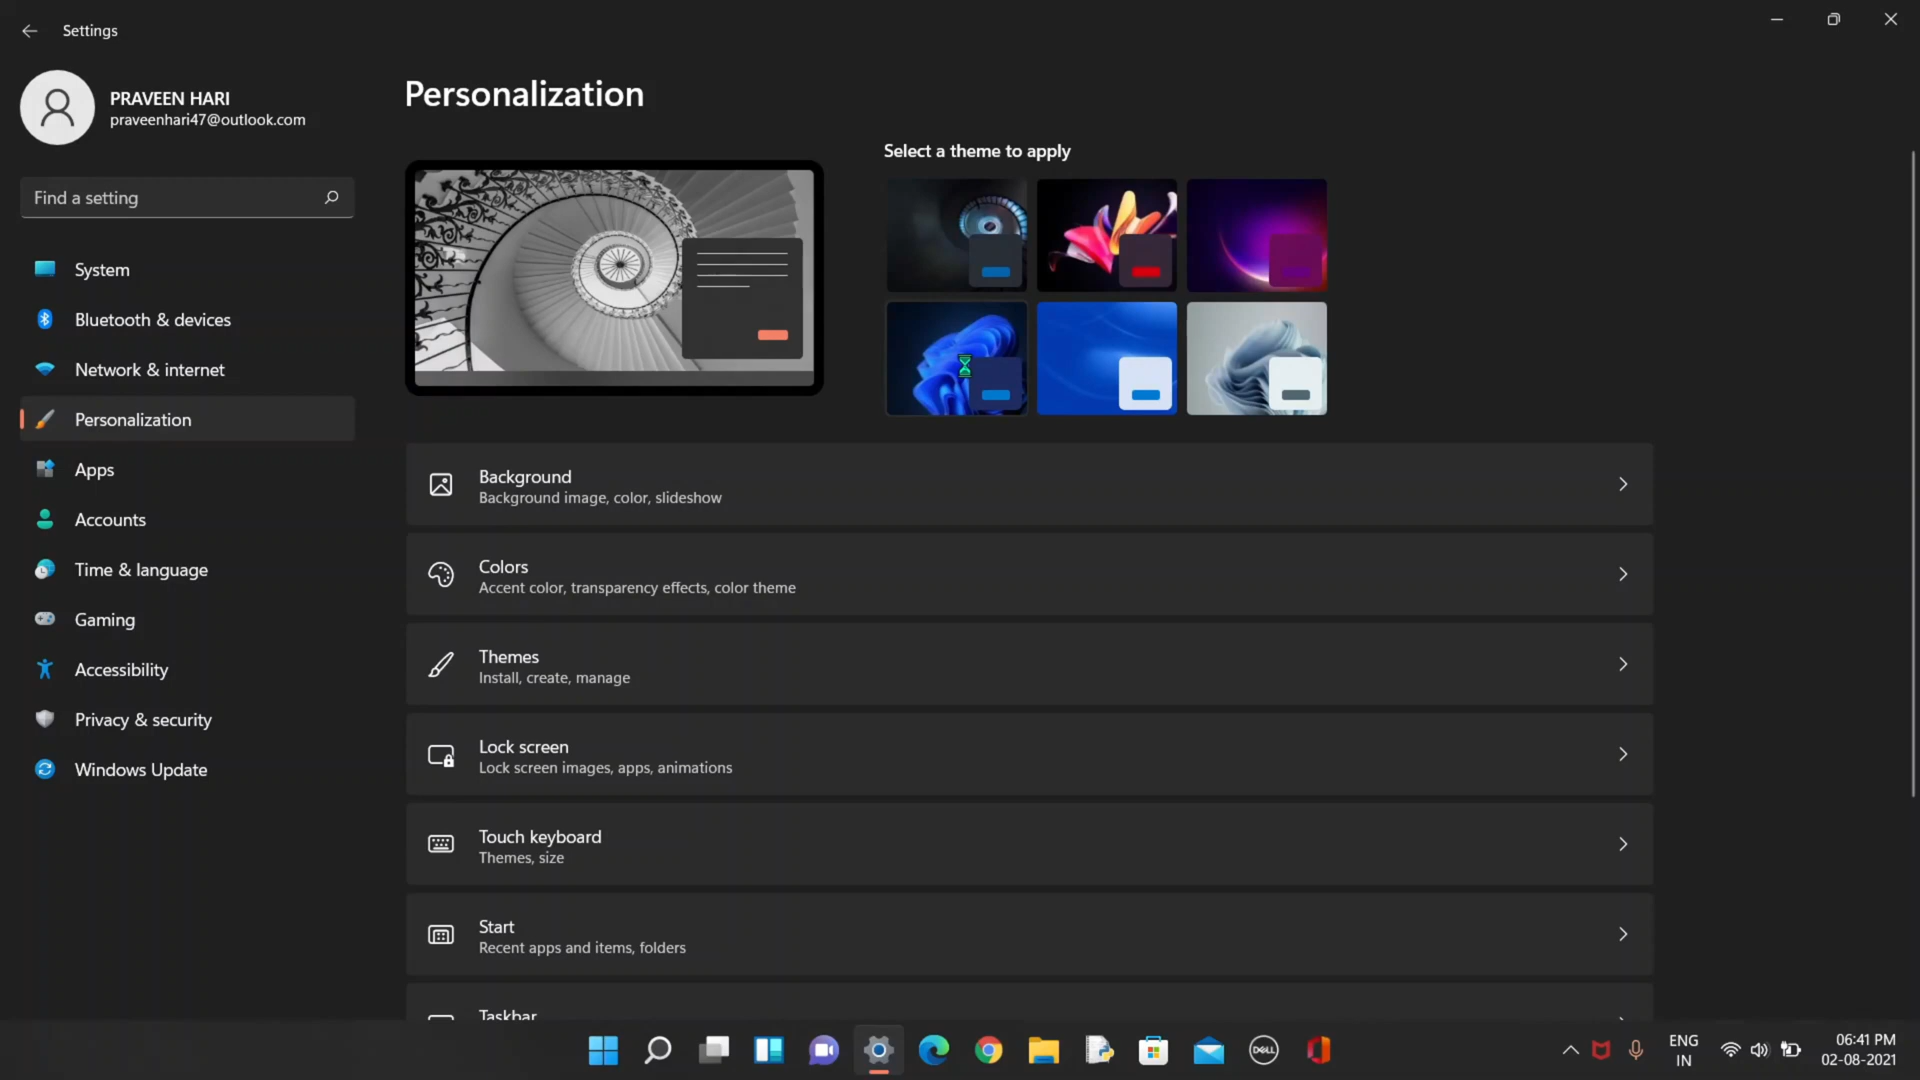 Settings
PRAVEEN HARI
praveenhari47@outlook.com
Find a setting
System
Bluetooth & devices
Network & internet
Personalization
Apps
Accounts
Time & language
Gaming
Accessibility
Privacy & security
Windows Update
Personalization
Select a theme to apply
Background
Background image, color, slideshow
Colors
Accent color, transparency effects, color theme
Themes
Install, create, manage
Lock screen
Lock screen images, apps, animations
Touch keyboard
Themes, size
Start
Recent apps and items, folders
Taskbar
DELL
ENG
IN
06:41 PM
02-08-2021